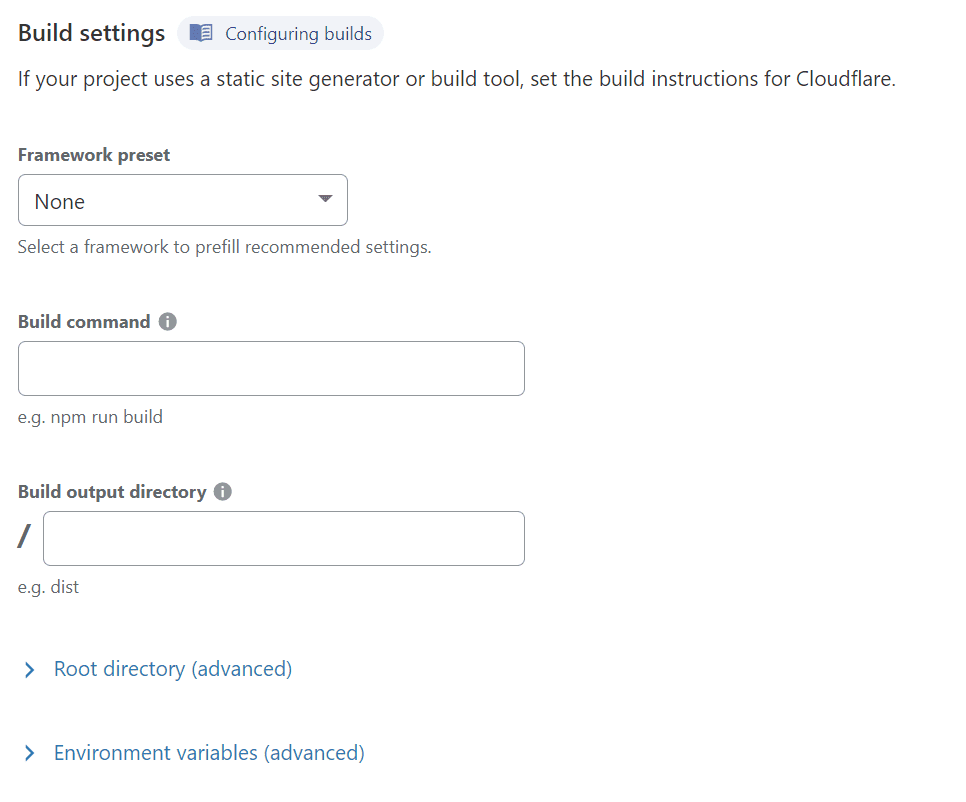 Build settings Configuring builds
If your project uses a static site generator or build tool, set the build instructions for Cloudflare.
Framework preset
None
Select a framework to prefill recommended settings.
Build command
e.g. npm run build
Build output directory
/
e.g. dist
Root directory (advanced)
Environment variables (advanced)